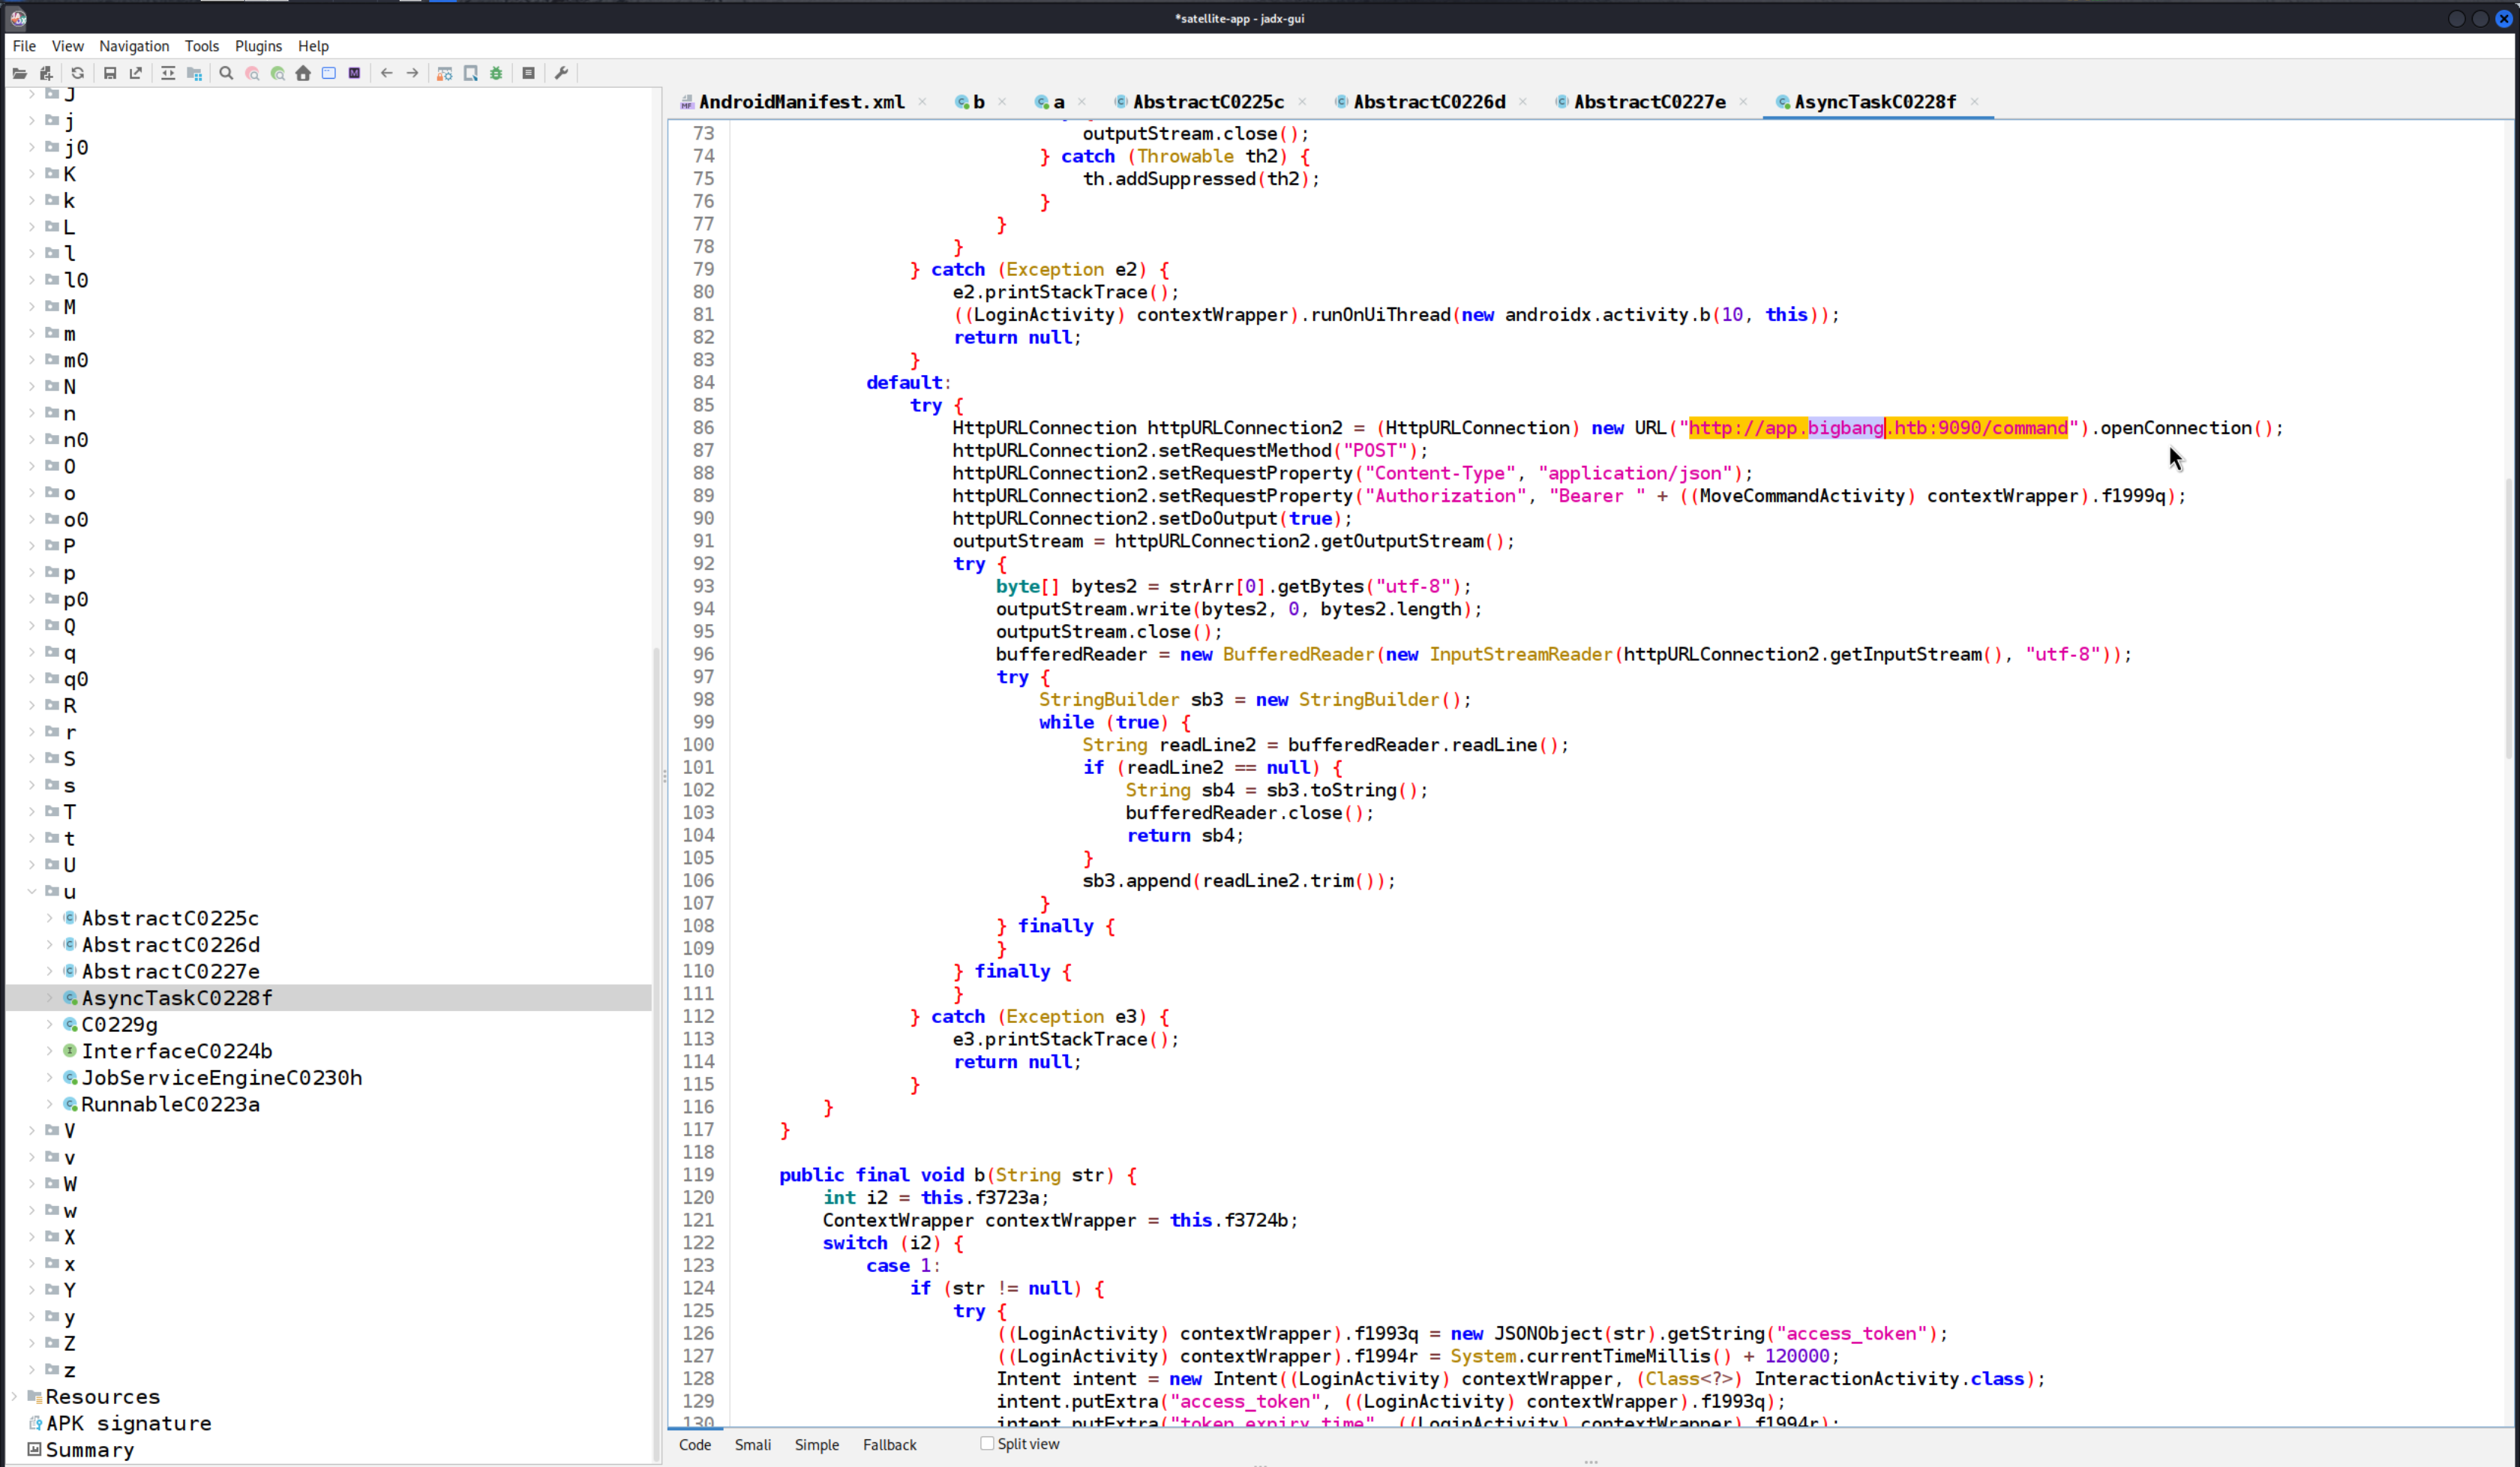 *satellite-app - jadx-gui
File View Navigation Tools Plugins Help
AndroidManifest.xml b a AbstractC0225c AbstractC0226d AbstractC0227e AsyncTaskC0228f
J
j
j0
K
k
L
l
l0
M
m
m0
N
n
n0
O
o
o0
P
p
p0
Q
q
q0
R
r
S
s
T
t
U
u
AbstractC0225c
AbstractC0226d
AbstractC0227e
AsyncTaskC0228f
C0229g
InterfaceC0224b
JobServiceEngineC0230h
RunnableC0223a
V
v
W
w
X
x
Y
y
Z
z
Resources
APK signature
Summary
73 outputStream.close();
74 } catch (Throwable th2) {
75 th.addSuppressed(th2);
76 }
77 }
78 }
79 } catch (Exception e2) {
80 e2.printStackTrace();
81 ((LoginActivity) contextWrapper).runOnUiThread(new androidx.activity.b(10, this));
82 return null;
83 }
84 default:
85 try {
86 HttpURLConnection httpURLConnection2 = (HttpURLConnection) new URL("http://app.bigbang.htb:9090/command").openConnection();
87 httpURLConnection2.setRequestMethod("POST");
88 httpURLConnection2.setRequestProperty("Content-Type", "application/json");
89 httpURLConnection2.setRequestProperty("Authorization", "Bearer " + ((MoveCommandActivity) contextWrapper).f1999q);
90 httpURLConnection2.setDoOutput(true);
91 outputStream = httpURLConnection2.getOutputStream();
92 try {
93 byte[] bytes2 = strArr[0].getBytes("utf-8");
94 outputStream.write(bytes2, 0, bytes2.length);
95 outputStream.close();
96 bufferedReader = new BufferedReader(new InputStreamReader(httpURLConnection2.getInputStream(), "utf-8"));
97 try {
98 StringBuilder sb3 = new StringBuilder();
99 while (true) {
100 String readLine2 = bufferedReader.readLine();
101 if (readLine2 == null) {
102 String sb4 = sb3.toString();
103 bufferedReader.close();
104 return sb4;
105 }
106 sb3.append(readLine2.trim());
107 }
108 } finally {
109 }
110 } finally {
111 }
112 } catch (Exception e3) {
113 e3.printStackTrace();
114 return null;
115 }
116 }
117 }
118
119 public final void b(String str) {
120 int i2 = this.f3723a;
121 ContextWrapper contextWrapper = this.f3724b;
122 switch (i2) {
123 case 1:
124 if (str != null) {
125 try {
126 ((LoginActivity) contextWrapper).f1993q = new JSONObject(str).getString("access_token");
127 ((LoginActivity) contextWrapper).f1994r = System.currentTimeMillis() + 120000;
128 Intent intent = new Intent((LoginActivity) contextWrapper, (Class<?>) InteractionActivity.class);
129 intent.putExtra("access_token", ((LoginActivity) contextWrapper).f1993q);
130 intent.putExtra("token_expiry_time", ((LoginActivity) contextWrapper).f1994r);
Code Smali Simple Fallback Split view